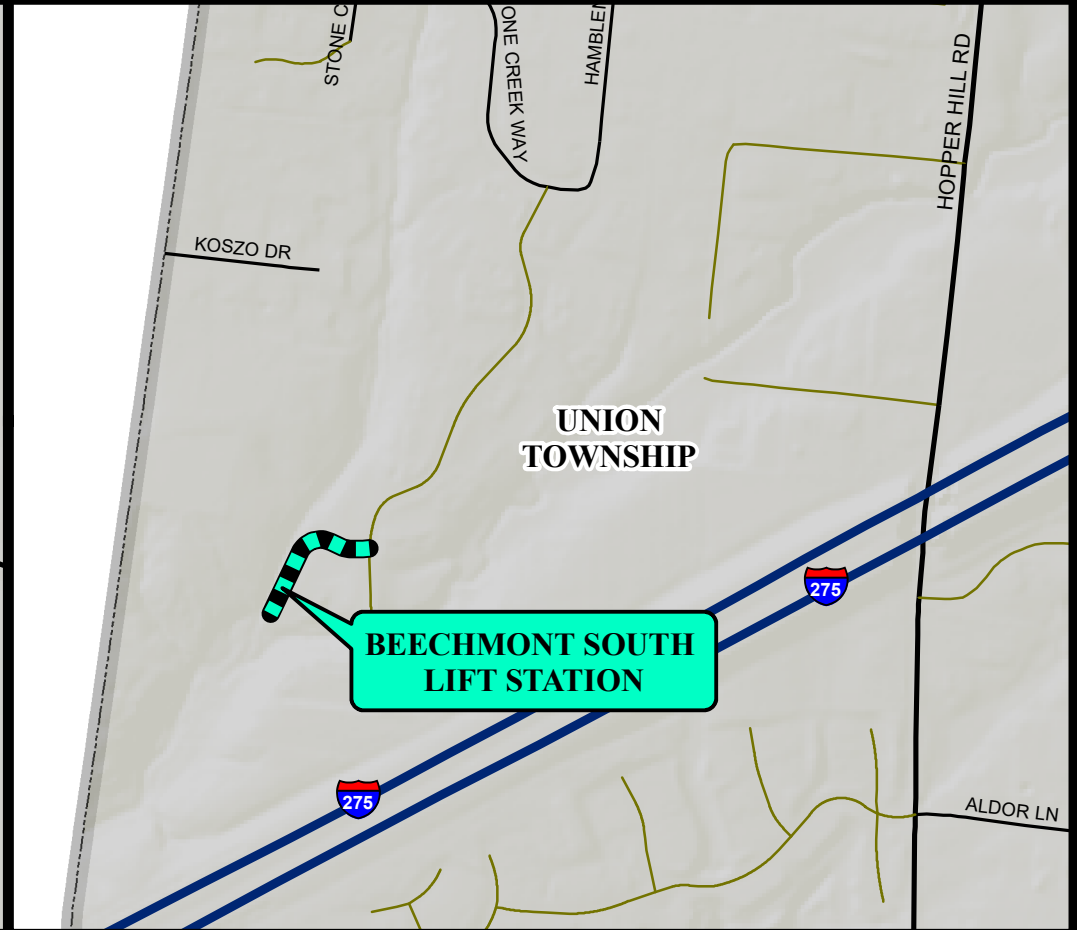 STONE C
ONE CREEK WAY
HAMBLEN
HOPPER HILL RD
KOSZO DR
UNION
TOWNSHIP
275
BEECHMONT SOUTH
LIFT STATION
275
ALDOR LN